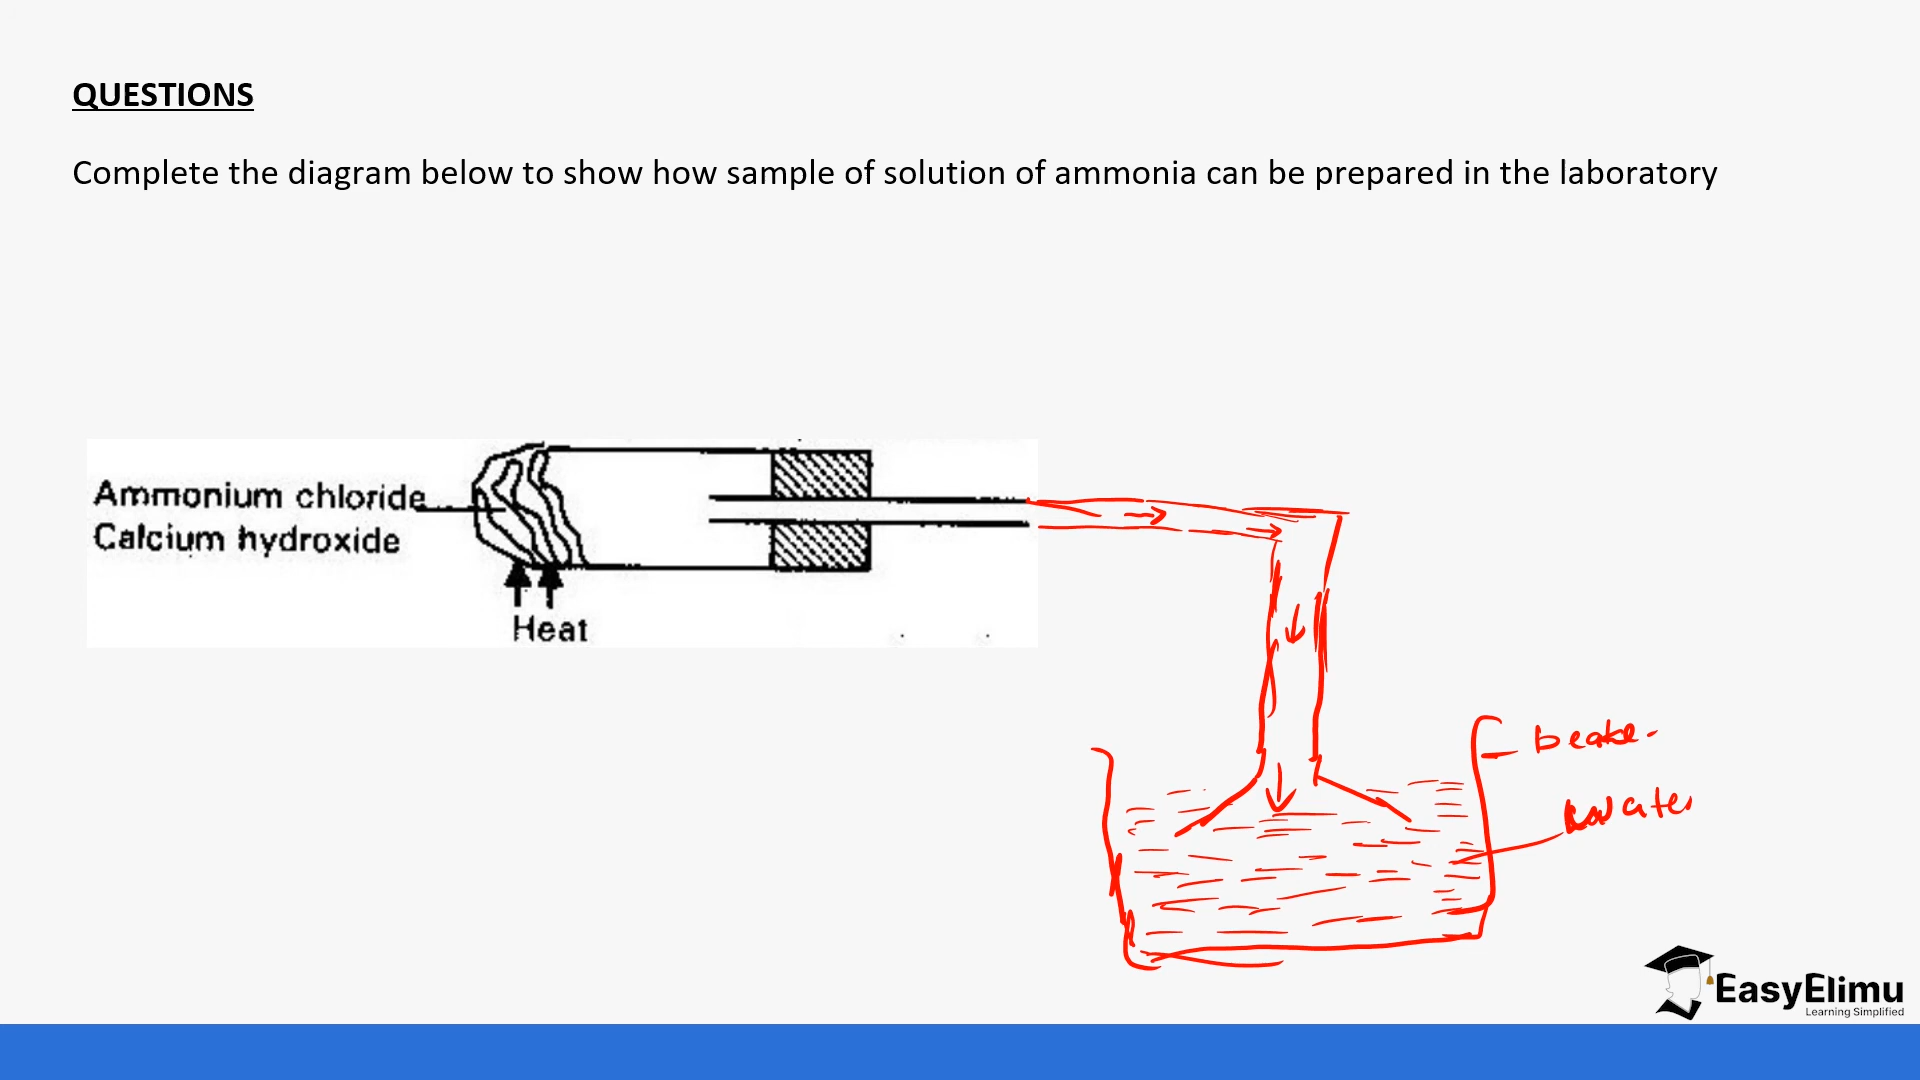 QUESTIONS
Complete the diagram below to show how sample of solution of ammonia can be prepared in the laboratory
Ammonium chloride
Calcium hydroxide
Heat
beake
water
EasyElimu
Learning Simplified